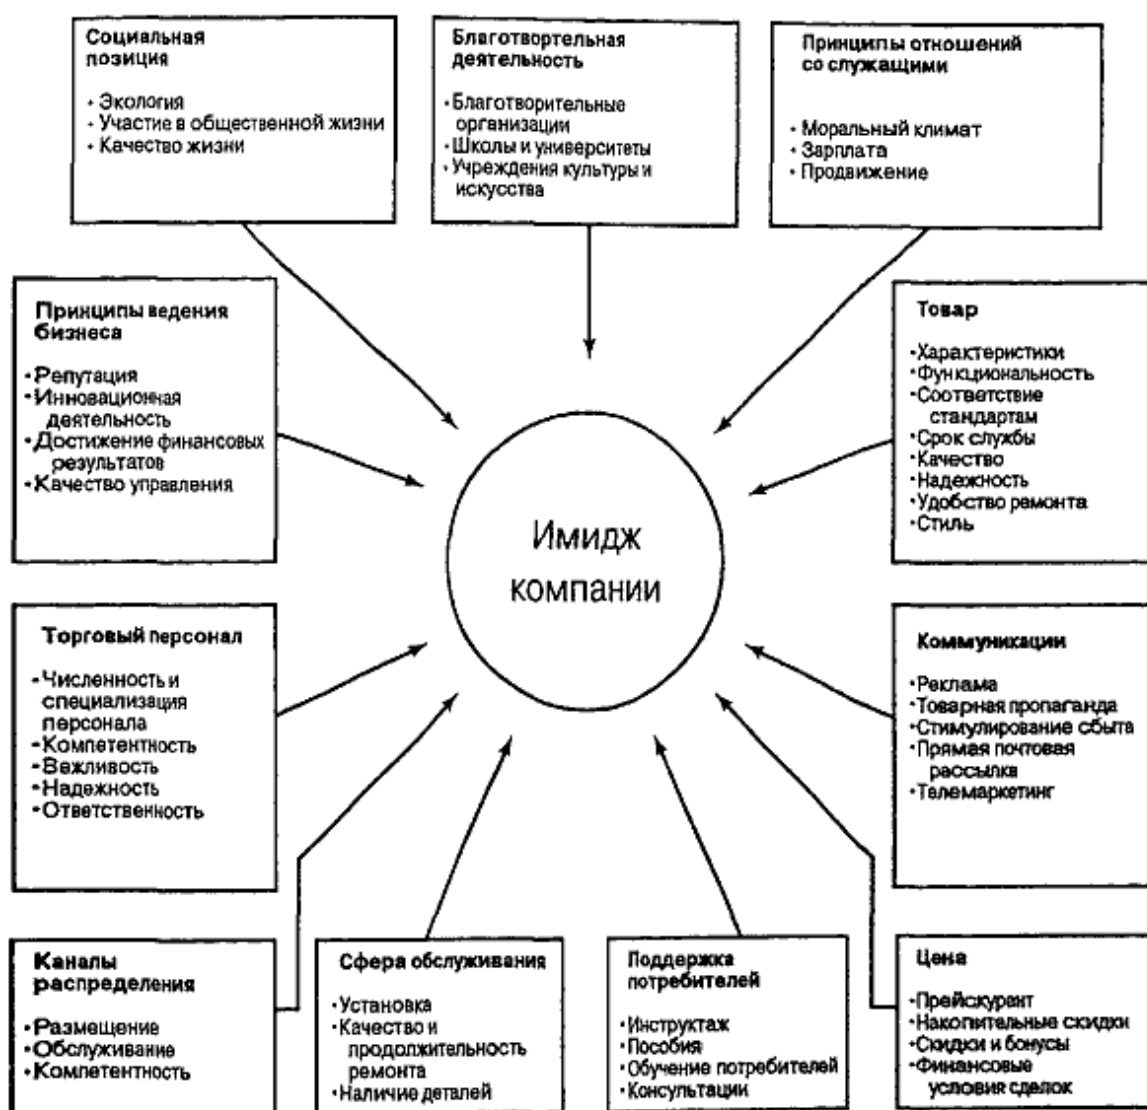 Социальная
позиция
• Экология
• Участие в общественной жизни
• Качество жизни
Благотвортельная
деятельность
• Благотворительные
организации
• Школы и университеты
• Учреждения культуры и
искусства
Принципы отношений
со служащими
• Моральный климат
• Зарплата
• Продвижение
Принципы ведения
бизнеса
• Репутация
• Инновационная
деятельность
• Достижение финансовых
результатов
• Качество управления
Товар
• Характеристики
• Функциональность
• Соответствие
стандартам
• Срок службы
• Качество
• Надежность
• Удобство ремонта
• Стиль
Имидж
компании
Торговый персонал
• Численность и
специализация
персонала
• Компетентность
• Вежливость
• Надежность
• Ответственность
Коммуникации
• Реклама
• Товарная пропаганда
• Стимулирование сбыта
• Прямая почтовая
рассылка
• Телемаркетинг
Каналы
распределения
• Размещение
• Обслуживание
• Компетентность
Сфера обслуживания
• Установка
• Качество и
продолжительность
ремонта
• Наличие деталей
Поддержка
потребителей
• Инструктаж
• Пособия
• Обучение потребителей
• Консультации
Цена
• Прейскурант
• Накопительные скидки
• Скидки и бонусы
• Финансовые
условия сделок